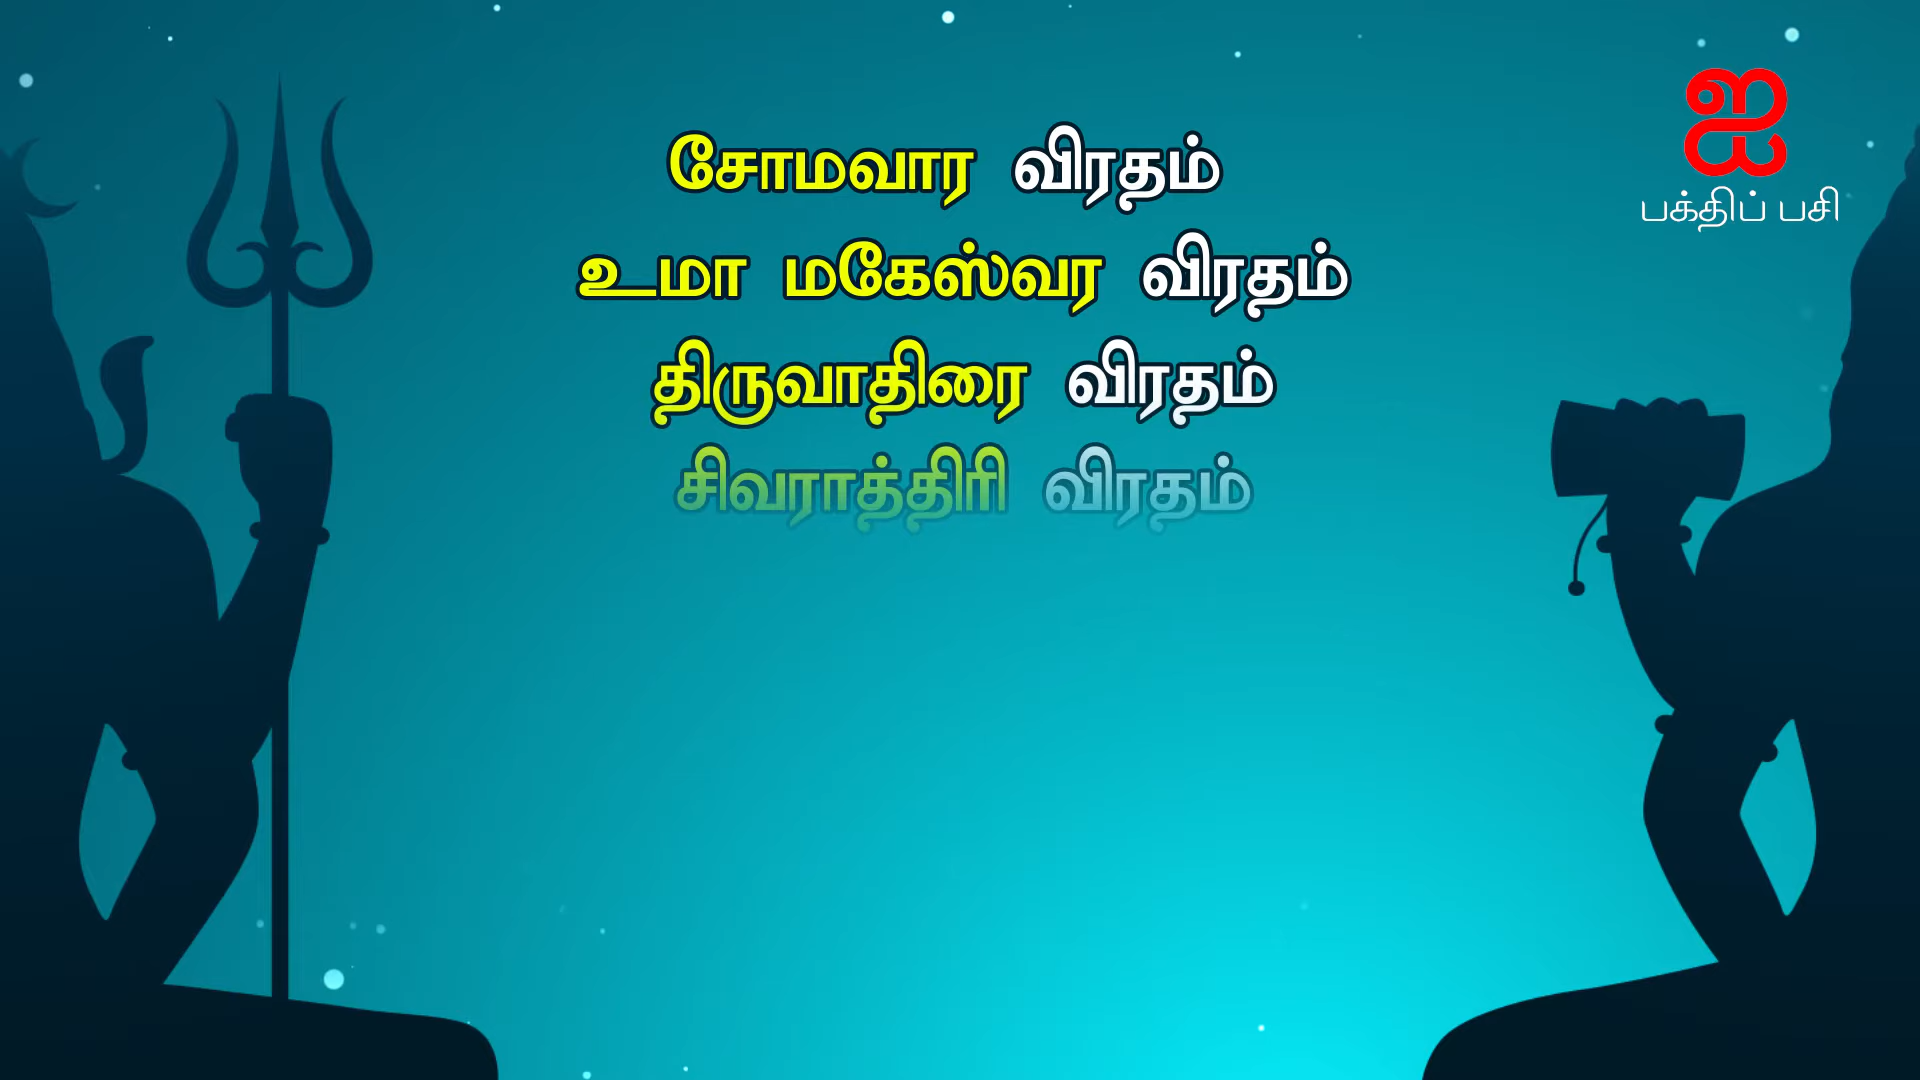 சோமவார விரதம்
உமா மகேஸ்வர விரதம்
திருவாதிரை விரதம்
சிவராத்திரி விரதம்
ஐ
பக்திப் பசி